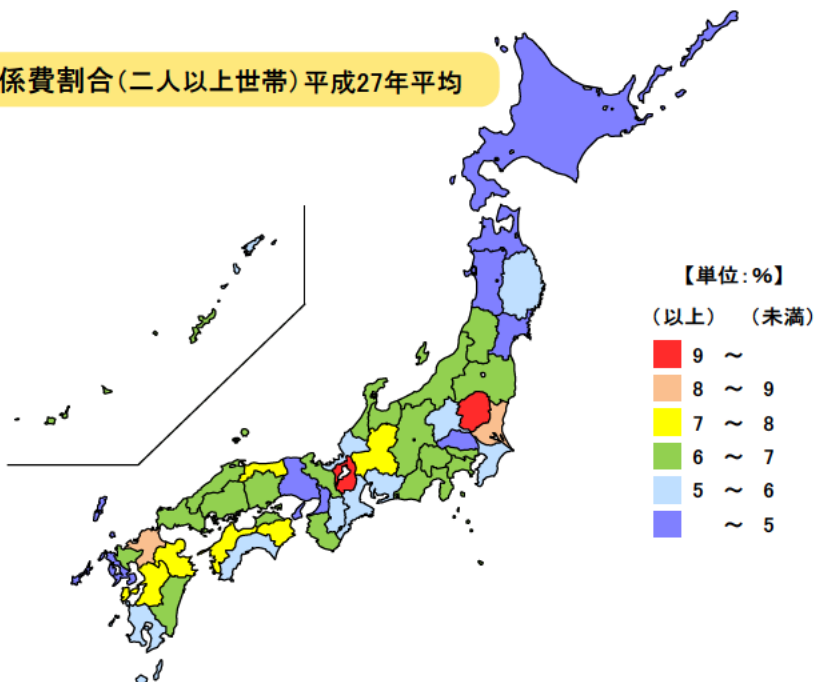 係費割合(二人以上世帯)平成27年平均
【単位:%】
(以上) (未満)
9 ~
8 ~ 9
7 ~ 8
6 ~ 7
5 ~ 6
~ 5